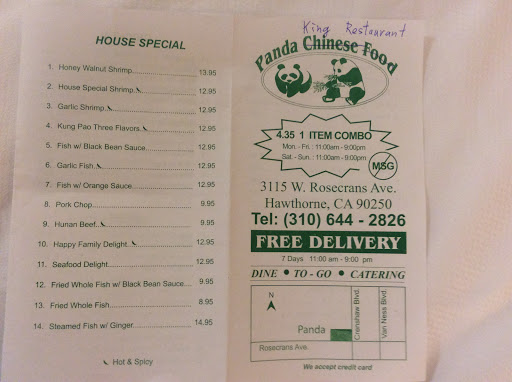 HOUSE SPECIAL
1. Honey Walnut Shrimp 13.95
2. House Special Shrimp 12.95
3. Garlic Shrimp 12.95
4. Kung Pao Three Flavors 12.95
5. Fish w/ Black Bean Sauce 12.95
6. Garlic Fish 12.95
7. Fish w/ Orange Sauce 12.95
8. Pork Chop 9.95
9. Hunan Beef 9.95
10. Happy Family Delight 12.95
11. Seafood Delight 12.95
12. Fried Whole Fish w/ Black Bean Sauce 9.95
13. Fried Whole Fish 8.95
14. Steamed Fish w/ Ginger 14.95
Hot & Spicy
King Restaurant
Panda Chinese Food
4.35 1 ITEM COMBO
Mon. - Fri. : 11:00am - 9:00pm
Sat. - Sun. : 11:00am - 9:00pm
MSG
3115 W. Rosecrans Ave.
Hawthorne, CA 90250
Tel: (310) 644 - 2826
FREE DELIVERY
7 Days 11:00 am - 9:00 pm
DINE • TO - GO • CATERING
N
Panda
Crenshaw Blvd.
Van Ness Blvd.
Rosecrans Ave.
We accept credit card